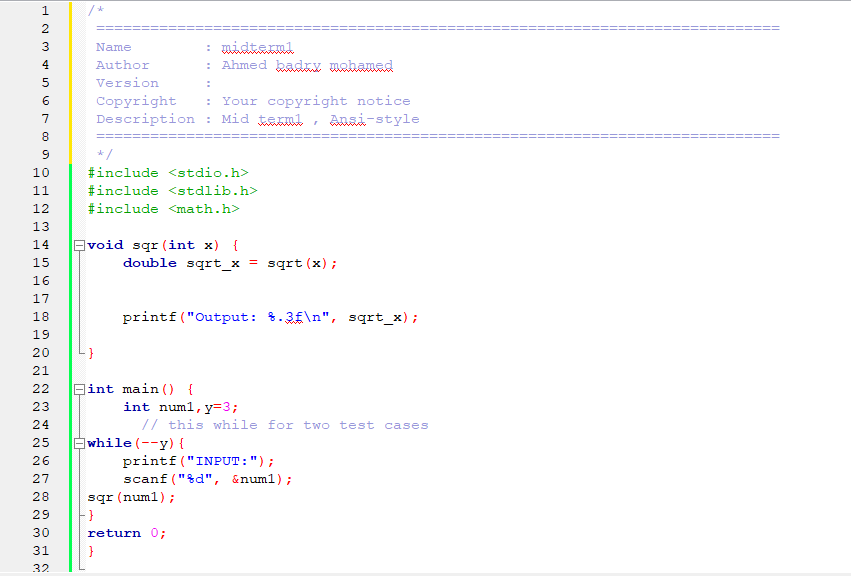 1 /*
2 ============================================================================
3 Name        : midterm1
4 Author      : Ahmed badry mohamed
5 Version     :
6 Copyright   : Your copyright notice
7 Description : Mid term1 , Ansi-style
8 ============================================================================
9 */
10 #include <stdio.h>
11 #include <stdlib.h>
12 #include <math.h>
13
14 void sqr(int x) {
15     double sqrt_x = sqrt(x);
16
17
18     printf("Output: %.3f\n", sqrt_x);
19
20 }
21
22 int main() {
23     int num1,y=3;
24       // this while for two test cases
25 while(--y){
26     printf("INPUT:");
27     scanf("%d", &num1);
28 sqr(num1);
29 }
30 return 0;
31 }
32